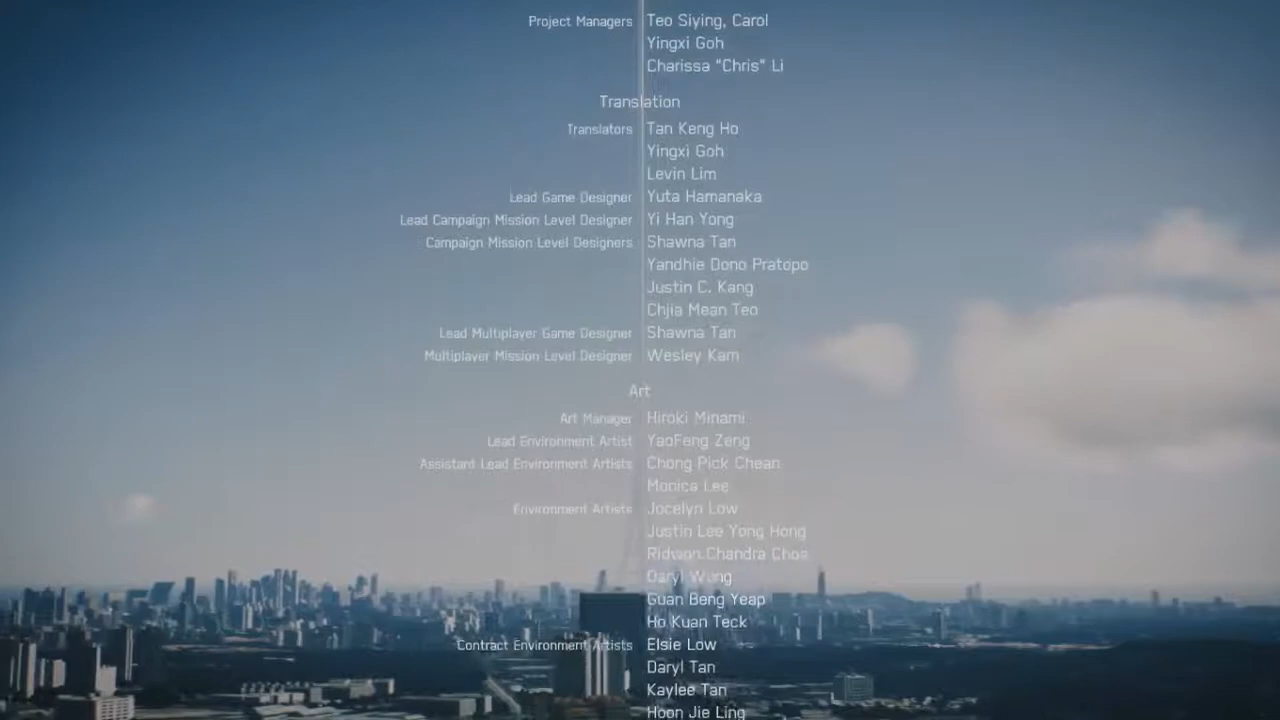 Project Managers Teo Siying, Carol
Yingxi Goh
Charissa "Chris" Li
Translation
Translators Tan Keng Ho
Yingxi Goh
Levin Lim
Lead Game Designer Yuta Hamanaka
Lead Campaign Mission Level Designer Yi Han Yong
Campaign Mission Level Designers Shawna Tan
Yandhie Dono Pratopo
Justin C. Kang
Chjia Mean Teo
Lead Multiplayer Game Designer Shawna Tan
Multiplayer Mission Level Designer Wesley Kam
Art
Art Manager Hiroki Minami
Lead Environment Artist YaoFeng Zeng
Assistant Lead Environment Artists Chong Pick Chean
Monica Lee
Environment Artists Jocelyn Low
Justin Lee Yong Hong
Ridwan Chandra Choa
Daryl Wang
Guan Beng Yeap
Ho Kuan Teck
Contract Environment Artists Elsie Low
Daryl Tan
Kaylee Tan
Hoon Jie Ling